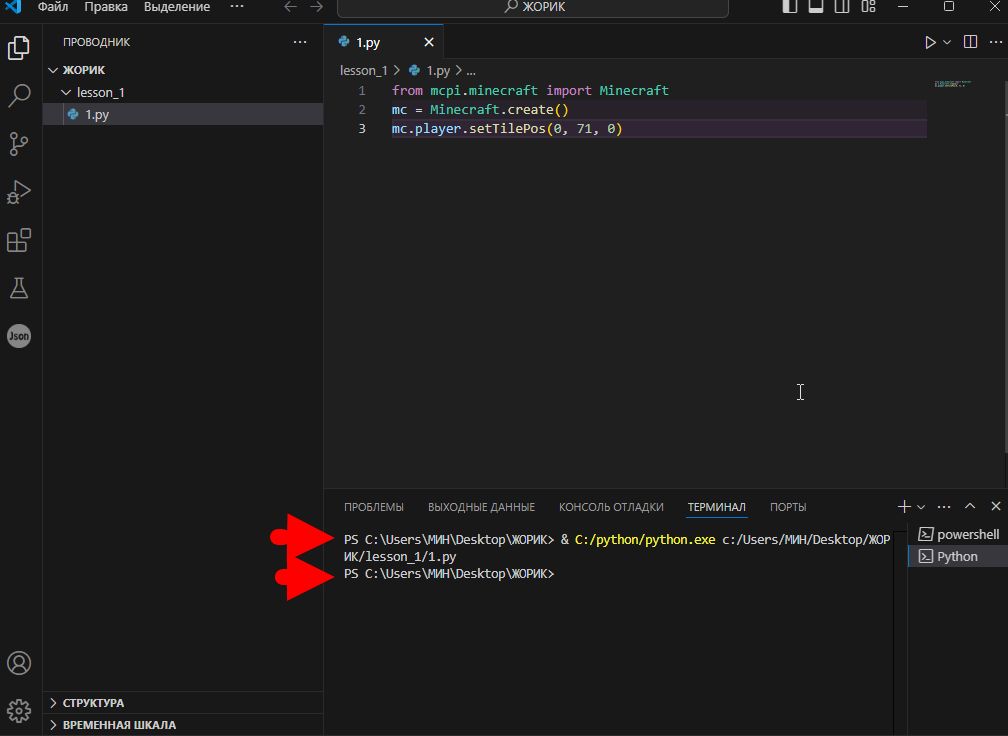 Файл Правка Выделение ··· ЖОРИК
ПРОВОДНИК ···
ЖОРИК
lesson_1
1.py
1.py
lesson_1 > 1.py > ...
1 from mcpi.minecraft import Minecraft
2 mc = Minecraft.create()
3 mc.player.setTilePos(0, 71, 0)
Json
ПРОБЛЕМЫ ВЫХОДНЫЕ ДАННЫЕ КОНСОЛЬ ОТЛАДКИ ТЕРМИНАЛ ПОРТЫ
PS C:\Users\МИН\Desktop\ЖОРИК> & C:/python/python.exe c:/Users/МИН/Desktop/ЖОР
ИК/lesson_1/1.py
PS C:\Users\МИН\Desktop\ЖОРИК>
powershell
Python
СТРУКТУРА
ВРЕМЕННАЯ ШКАЛА